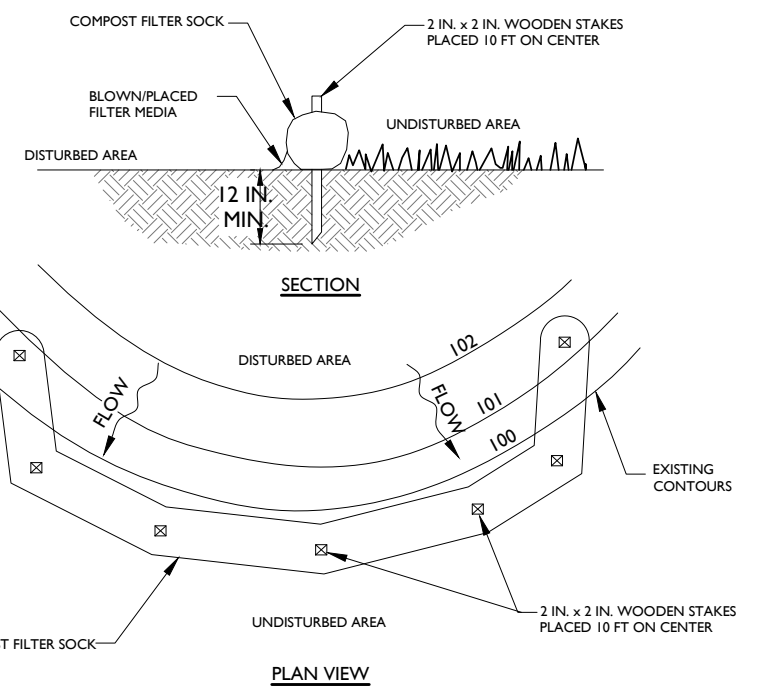 COMPOST FILTER SOCK
2 IN. x 2 IN. WOODEN STAKES
PLACED 10 FT ON CENTER
BLOWN/PLACED
FILTER MEDIA
UNDISTURBED AREA
DISTURBED AREA
12 IN.
MIN.
SECTION
102
DISTURBED AREA
FLOW
FLOW
101
100
EXISTING
CONTOURS
2 IN. x 2 IN. WOODEN STAKES
PLACED 10 FT ON CENTER
UNDISTURBED AREA
FILTER SOCK
PLAN VIEW